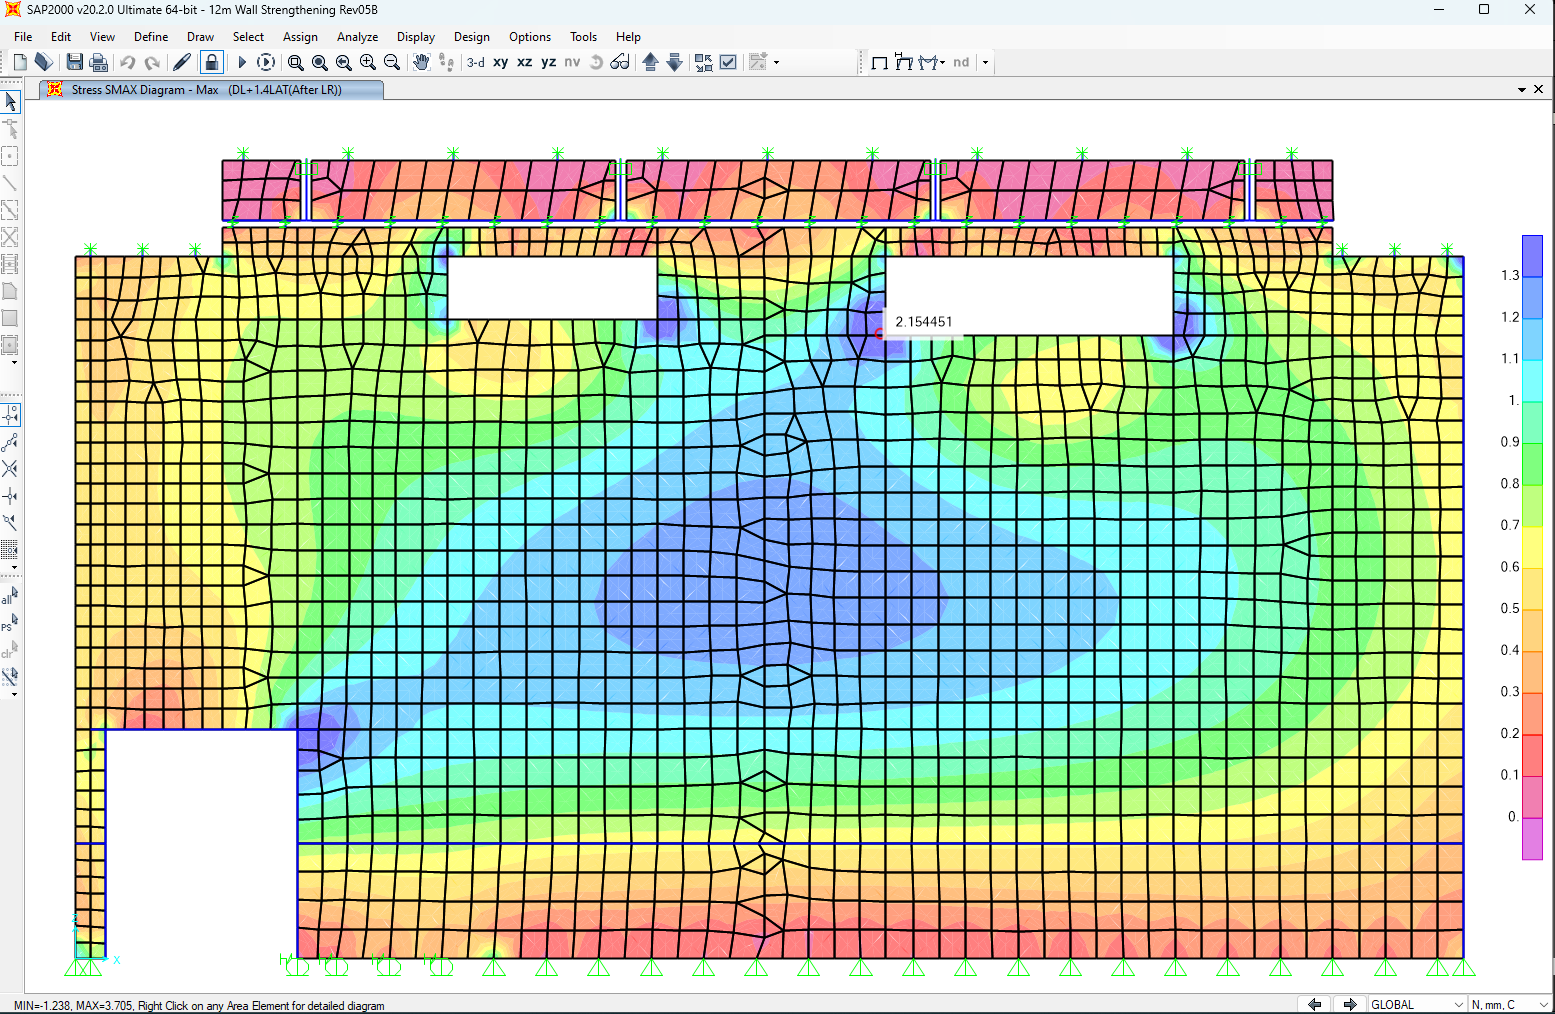 SAP2000 v20.2.0 Ultimate 64-bit - 12m Wall Strengthening Rev05B
File Edit View Define Draw Select Assign Analyze Display Design Options Tools Help
3-d xy xz yz nv nd
Stress SMAX Diagram - Max (DL+1.4LAT(After LR))
2.154451
1.3
1.2
1.1
1.
0.9
0.8
0.7
0.6
0.5
0.4
0.3
0.2
0.1
0.
all
PS
clr
Z
X
MIN=-1.238, MAX=3.705, Right Click on any Area Element for detailed diagram
GLOBAL
N, mm, C